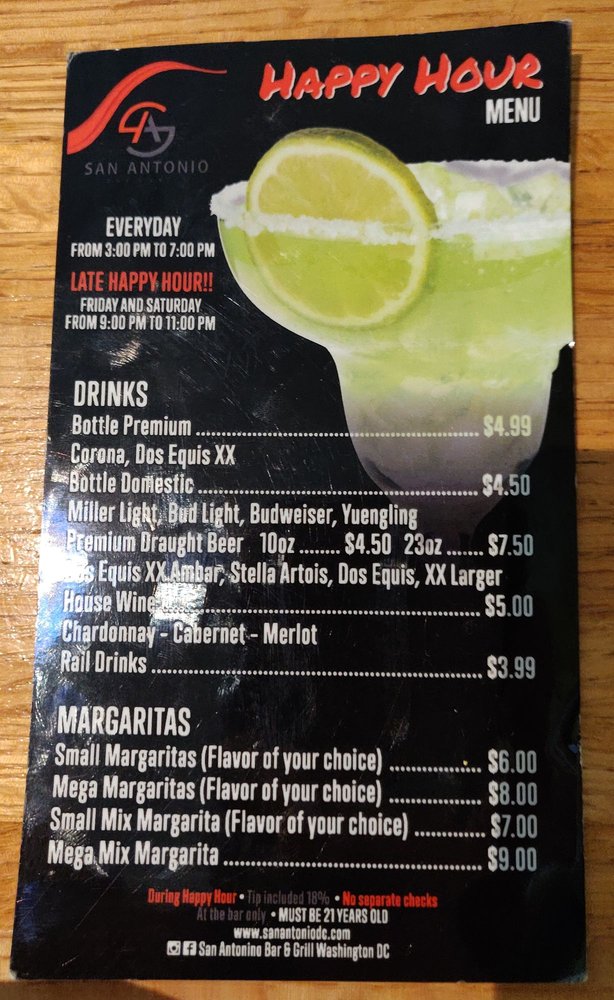 HAPPY HOUR
MENU
SAN ANTONIO
EVERYDAY
FROM 3:00 PM TO 7:00 PM
LATE HAPPY HOUR!!
FRIDAY AND SATURDAY
FROM 9:00 PM TO 11:00 PM
DRINKS
Bottle Premium ........................ $4.99
Corona, Dos Equis XX
Bottle Domestic ........................ $4.50
Miller Light, Bud Light, Budweiser, Yuengling
Premium Draught Beer 10oz ........ $4.50 23oz ....... $7.50
Dos Equis XX Ambar, Stella Artois, Dos Equis, XX Larger
House Wine ........................ $5.00
Chardonnay - Cabernet - Merlot
Rail Drinks ........................ $3.99
MARGARITAS
Small Margaritas (Flavor of your choice) ................ $6.00
Mega Margaritas (Flavor of your choice) ................ $8.00
Small Mix Margarita (Flavor of your choice) ............ $7.00
Mega Mix Margarita ........................ $9.00
During Happy Hour • Tip included 18% • No separate checks
At the bar only • MUST BE 21 YEARS OLD
www.sanantoniodc.com
San Antonino Bar & Grill Washington DC